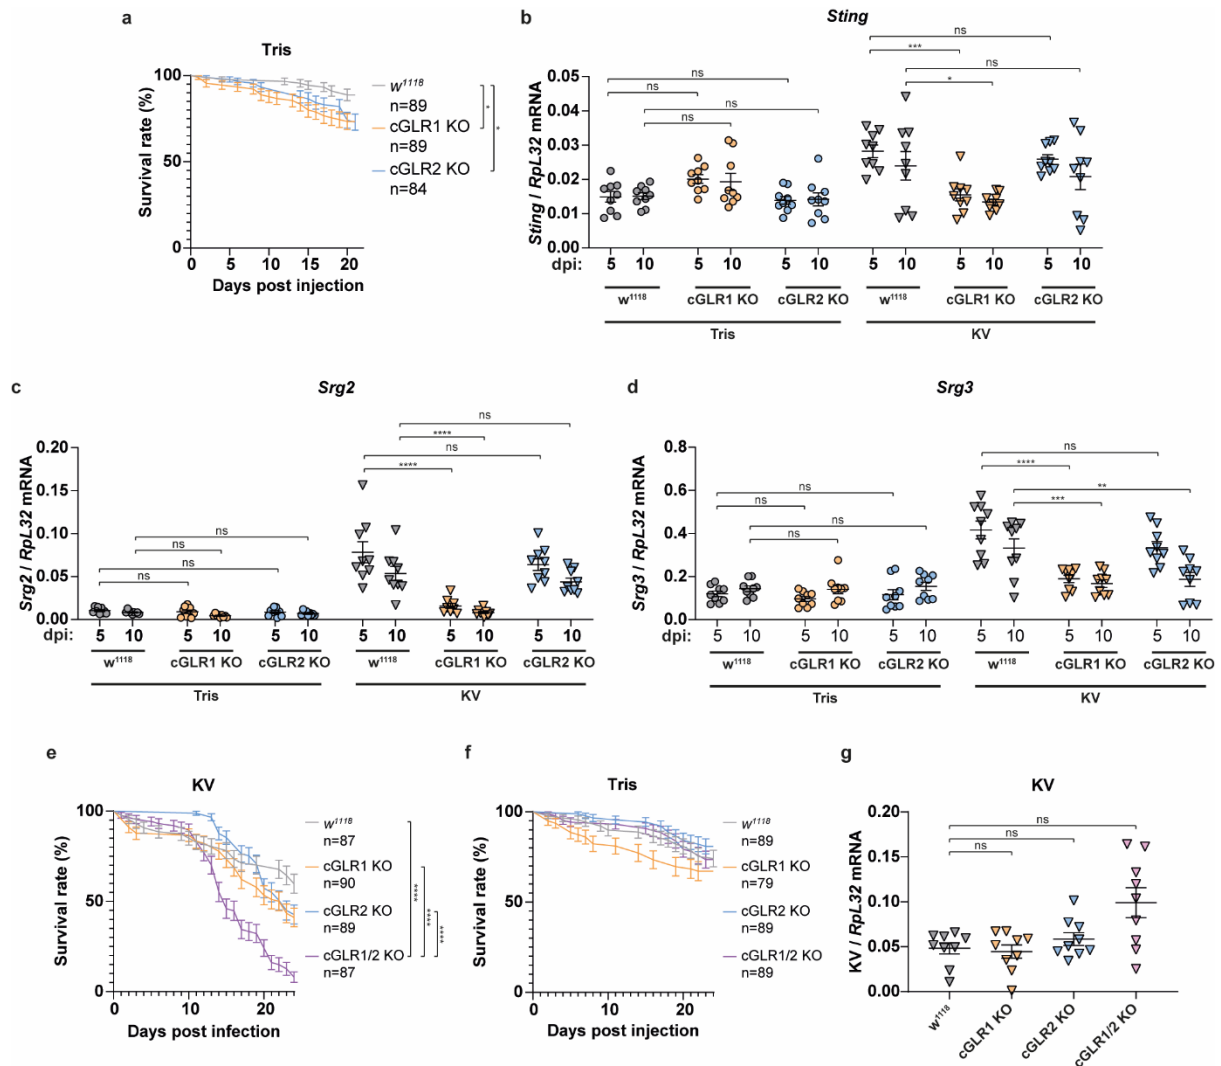 a
Tris
Survival rate (%)
100
50
0
0 5 10 15 20
Days post injection
w1118
n=89
cGLR1 KO
n=89
cGLR2 KO
n=84
*
*
b
Sting
Sting / RpL32 mRNA
0.05
0.04
0.03
0.02
0.01
0.00
ns
ns
ns
ns
ns
***
ns
*
dpi: 5 10 5 10 5 10 5 10 5 10 5 10
w1118 cGLR1 KO cGLR2 KO w1118 cGLR1 KO cGLR2 KO
Tris KV
c
Srg2
Srg2 / RpL32 mRNA
0.20
0.15
0.10
0.05
0.00
ns
ns
ns
ns
ns
****
ns
****
dpi: 5 10 5 10 5 10 5 10 5 10 5 10
w1118 cGLR1 KO cGLR2 KO w1118 cGLR1 KO cGLR2 KO
Tris KV
d
Srg3
Srg3 / RpL32 mRNA
0.8
0.6
0.4
0.2
0.0
ns
ns
ns
ns
ns
****
**
***
dpi: 5 10 5 10 5 10 5 10 5 10 5 10
w1118 cGLR1 KO cGLR2 KO w1118 cGLR1 KO cGLR2 KO
Tris KV
e
KV
Survival rate (%)
100
50
0
0 10 20
Days post infection
w1118
n=87
cGLR1 KO
n=90
cGLR2 KO
n=89
cGLR1/2 KO
n=87
****
****
****
f
Tris
Survival rate (%)
100
50
0
0 10 20
Days post injection
w1118
n=89
cGLR1 KO
n=79
cGLR2 KO
n=89
cGLR1/2 KO
n=89
g
KV
KV / RpL32 mRNA
0.20
0.15
0.10
0.05
0.00
ns
ns
ns
w1118
cGLR1 KO
cGLR2 KO
cGLR1/2 KO